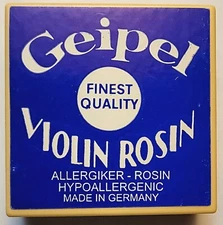 Geipel
FINEST
QUALITY
VIOLIN ROSIN
ALLERGIKER - ROSIN
HYPOALLERGENIC
MADE IN GERMANY